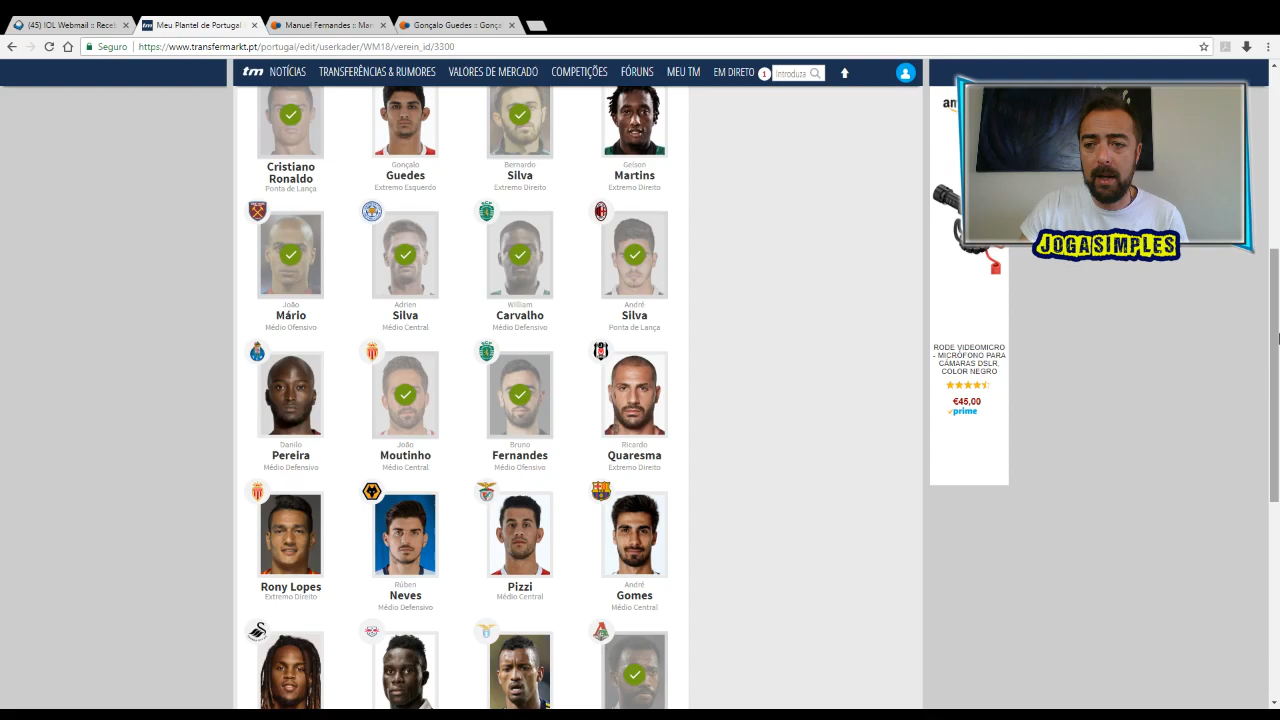 (45) IOL Webmail :: Rece
Meu Plantel de Portugal
Manuel Fernandes :: Mar
Gonçalo Guedes :: Gonça
Seguro
https://www.transfermarkt.pt/portugal/edit/userkader/WM18/verein_id/3300
tm NOTÍCIAS TRANSFERÊNCIAS & RUMORES VALORES DE MERCADO COMPETIÇÕES FÓRUNS MEU TM EM DIRETO 1 Introduza
Cristiano
Ronaldo
Ponta de Lança
Gonçalo
Guedes
Extremo Esquerdo
Bernardo
Silva
Extremo Direito
Gelson
Martins
Extremo Direito
João
Mário
Médio Ofensivo
Adrien
Silva
Médio Central
William
Carvalho
Médio Defensivo
André
Silva
Ponta de Lança
Danilo
Pereira
Médio Defensivo
João
Moutinho
Médio Central
Bruno
Fernandes
Médio Ofensivo
Ricardo
Quaresma
Extremo Direito
Rony Lopes
Extremo Direito
Rúben
Neves
Médio Defensivo
Pizzi
Médio Central
André
Gomes
Médio Central
JOGA SIMPLES
RODE VIDEOMICRO
- MICRÓFONO PARA
CÁMARAS DSLR,
COLOR NEGRO
€45,00
prime